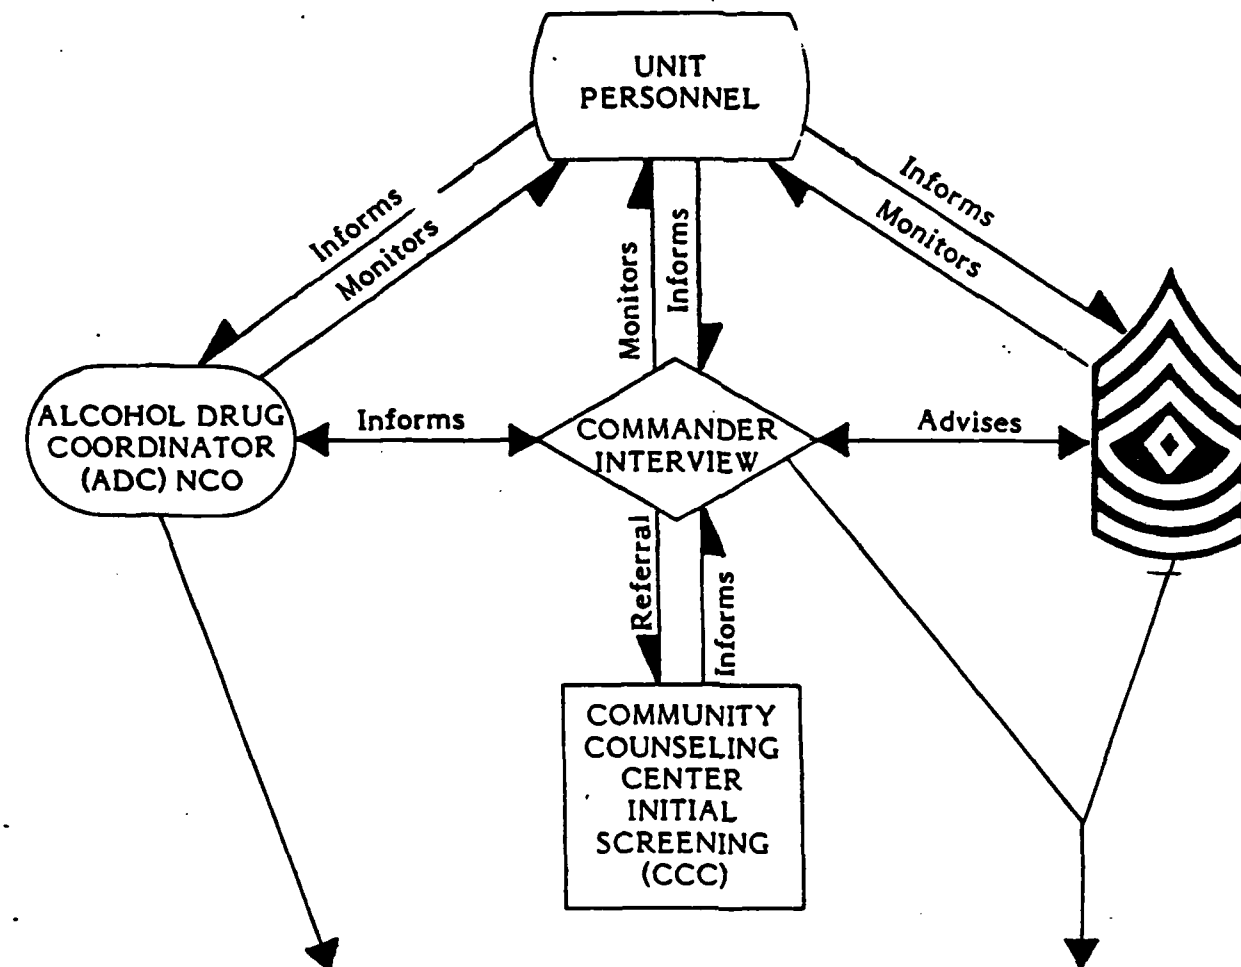 UNIT
PERSONNEL
Informs
Monitors
Monitors
Informs
Informs
Monitors
ALCOHOL DRUG
COORDINATOR
(ADC) NCO
Informs
COMMANDER
INTERVIEW
Advises
Referral
Informs
COMMUNITY
COUNSELING
CENTER
INITIAL
SCREENING
(CCC)